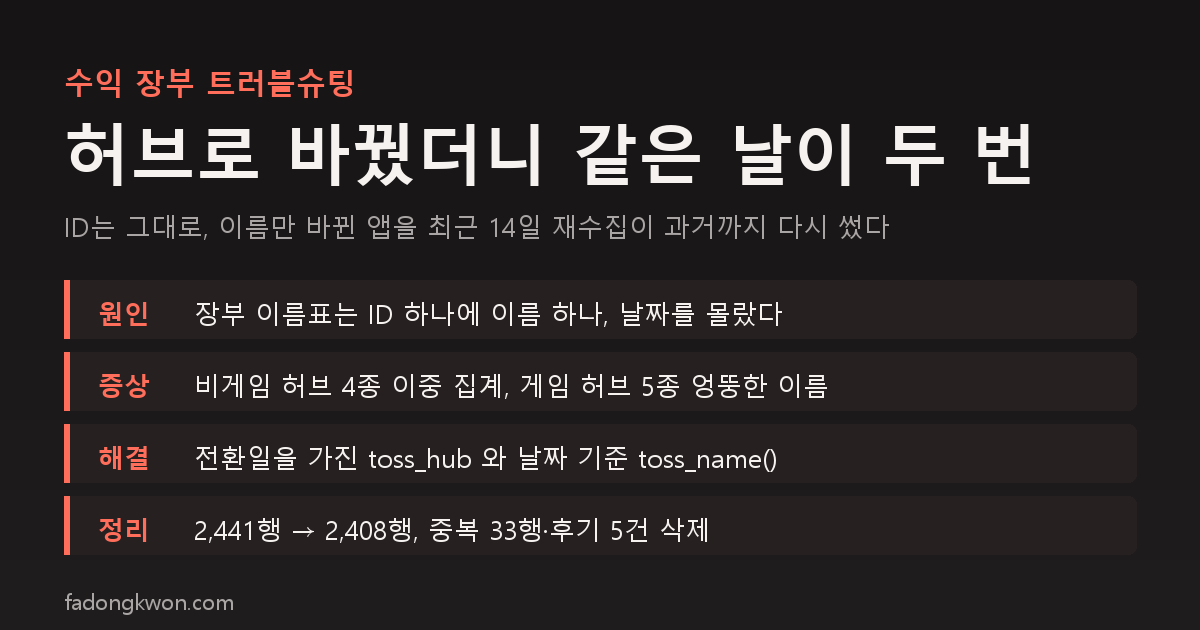 수익 장부 트러블슈팅
허브로 바꿨더니 같은 날이 두 번
ID는 그대로, 이름만 바뀐 앱을 최근 14일 재수집이 과거까지 다시 썼다
원인 장부 이름표는 ID 하나에 이름 하나, 날짜를 몰랐다
증상 비게임 허브 4종 이중 집계, 게임 허브 5종 엉뚱한 이름
해결 전환일을 가진 toss_hub 와 날짜 기준 toss_name()
정리 2,441행 → 2,408행, 중복 33행·후기 5건 삭제
fadongkwon.com